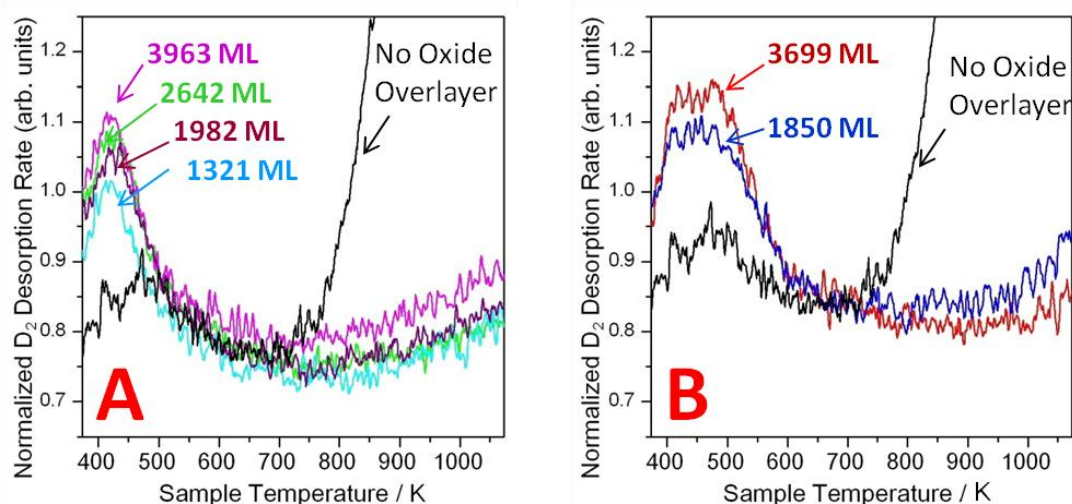 Normalized D₂ Desorption Rate (arb. units)
1.2
1.1
1.0
0.9
0.8
0.7
3963 ML
2642 ML
1982 ML
1321 ML
No Oxide
Overlayer
A
400 500 600 700 800 900 1000
Sample Temperature / K
Normalized D₂ Desorption Rate (arb. units)
1.2
1.1
1.0
0.9
0.8
0.7
3699 ML
1850 ML
No Oxide
Overlayer
B
400 500 600 700 800 900 1000
Sample Temperature / K